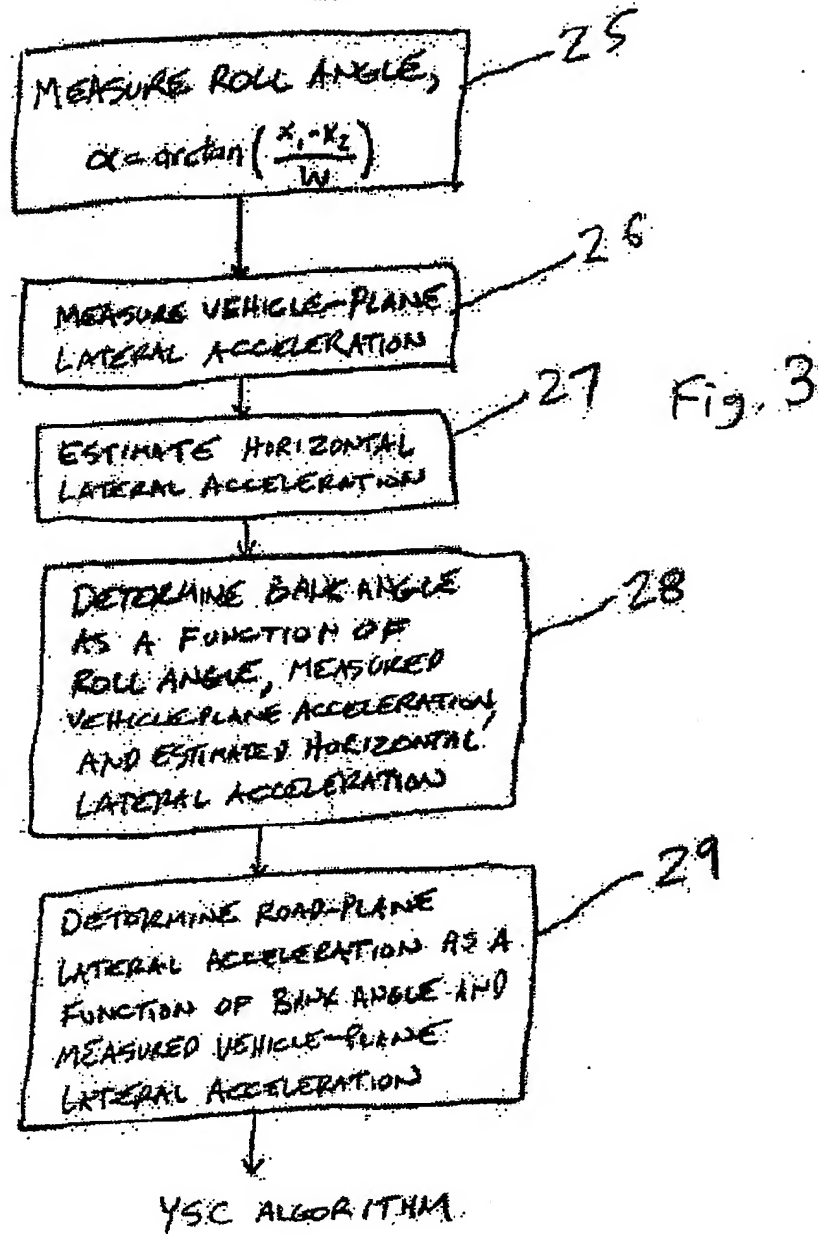 MEASURE ROLL ANGLE,
α = arctan ( x₁ - x₂ / W )
25
MEASURE VEHICLE-PLANE
LATERAL ACCELERATION
26
ESTIMATE HORIZONTAL
LATERAL ACCELERATION
27
Fig. 3
DETERMINE BANK ANGLE
AS A FUNCTION OF
ROLL ANGLE, MEASURED
VEHICLE PLANE ACCELERATION,
AND ESTIMATED HORIZONTAL
LATERAL ACCELERATION
28
DETERMINE ROAD-PLANE
LATERAL ACCELERATION AS A
FUNCTION OF BANK ANGLE AND
MEASURED VEHICLE-PLANE
LATERAL ACCELERATION
29
YSC ALGORITHM